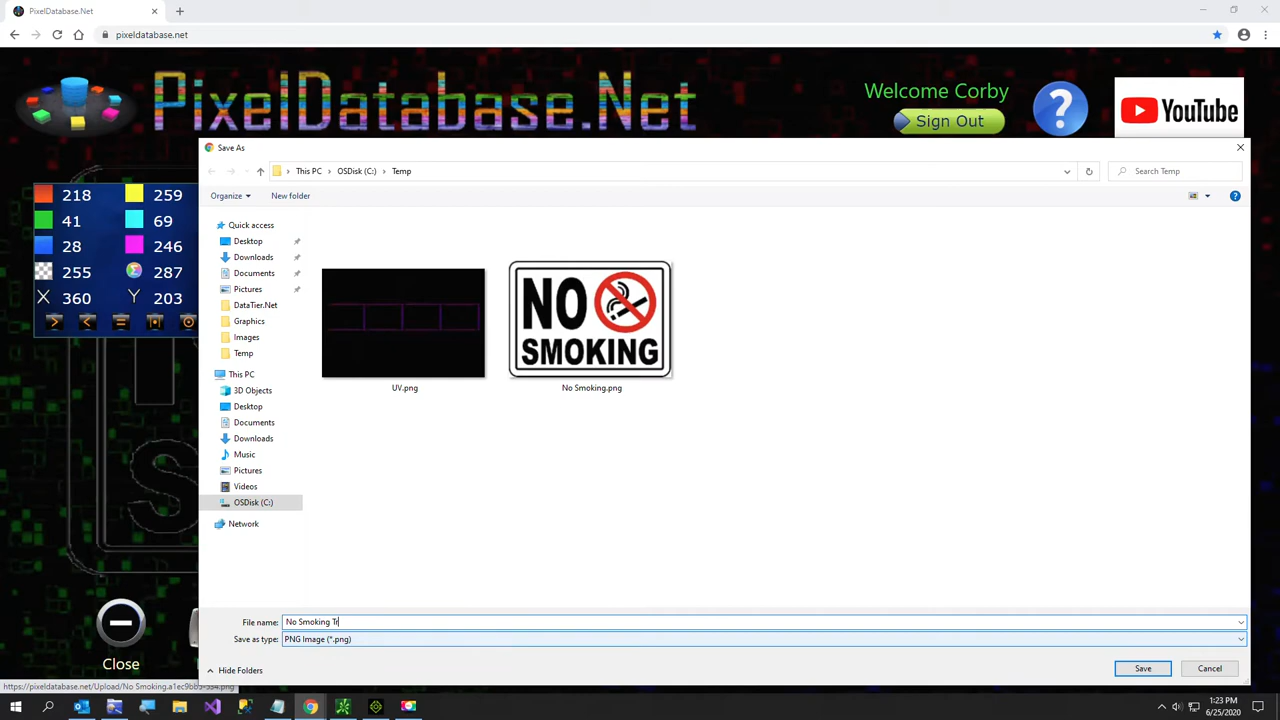 PixelDatabase.Net
pixeldatabase.net
PixelDatabase.Net
Welcome Corby
Sign Out
?
YouTube
Save As
This PC
OSDisk (C:)
Temp
Search Temp
Organize
New folder
218
259
41
69
28
246
255
287
X
360
Y
203
Quick access
Desktop
Downloads
Documents
Pictures
DataTier.Net
Graphics
Images
Temp
This PC
3D Objects
Desktop
Documents
Downloads
Music
Pictures
Videos
OSDisk (C:)
Network
NO
SMOKING
UV.png
No Smoking.png
File name:
No Smoking Tr
Save as type:
PNG Image (*.png)
Hide Folders
Save
Cancel
Close
1:23 PM
6/25/2020